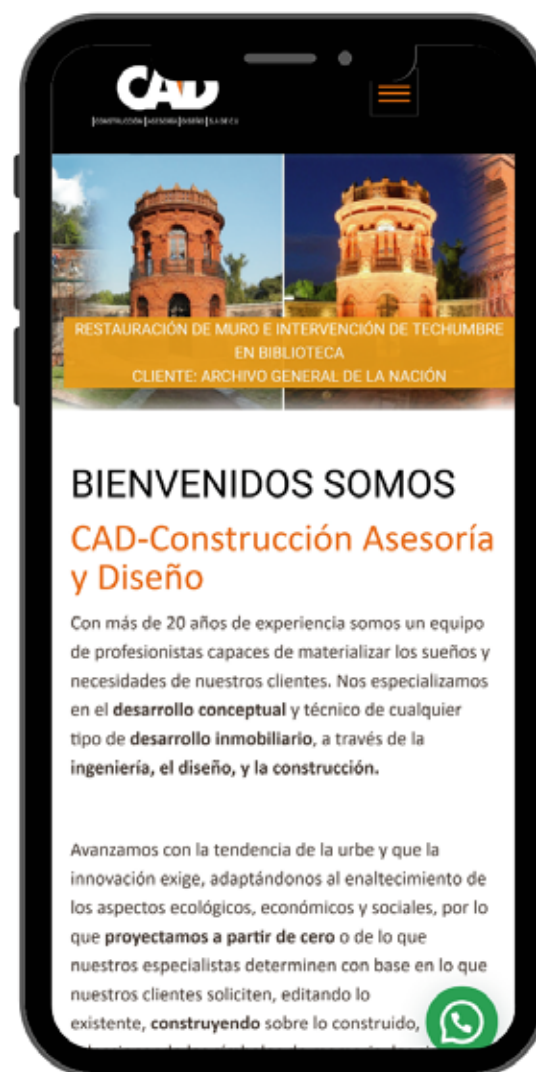 CAD
CONSTRUCCIÓN ASESORÍA DISEÑO S.A DE C.V.
RESTAURACIÓN DE MURO E INTERVENCIÓN DE TECHUMBRE
EN BIBLIOTECA
CLIENTE: ARCHIVO GENERAL DE LA NACIÓN
BIENVENIDOS SOMOS
CAD-Construcción Asesoría
y Diseño
Con más de 20 años de experiencia somos un equipo
de profesionistas capaces de materializar los sueños y
necesidades de nuestros clientes. Nos especializamos
en el desarrollo conceptual y técnico de cualquier
tipo de desarrollo inmobiliario, a través de la
ingeniería, el diseño, y la construcción.
Avanzamos con la tendencia de la urbe y que la
innovación exige, adaptándonos al enaltecimiento de
los aspectos ecológicos, económicos y sociales, por lo
que proyectamos a partir de cero o de lo que
nuestros especialistas determinen con base en lo que
nuestros clientes soliciten, editando lo
existente, construyendo sobre lo construido,